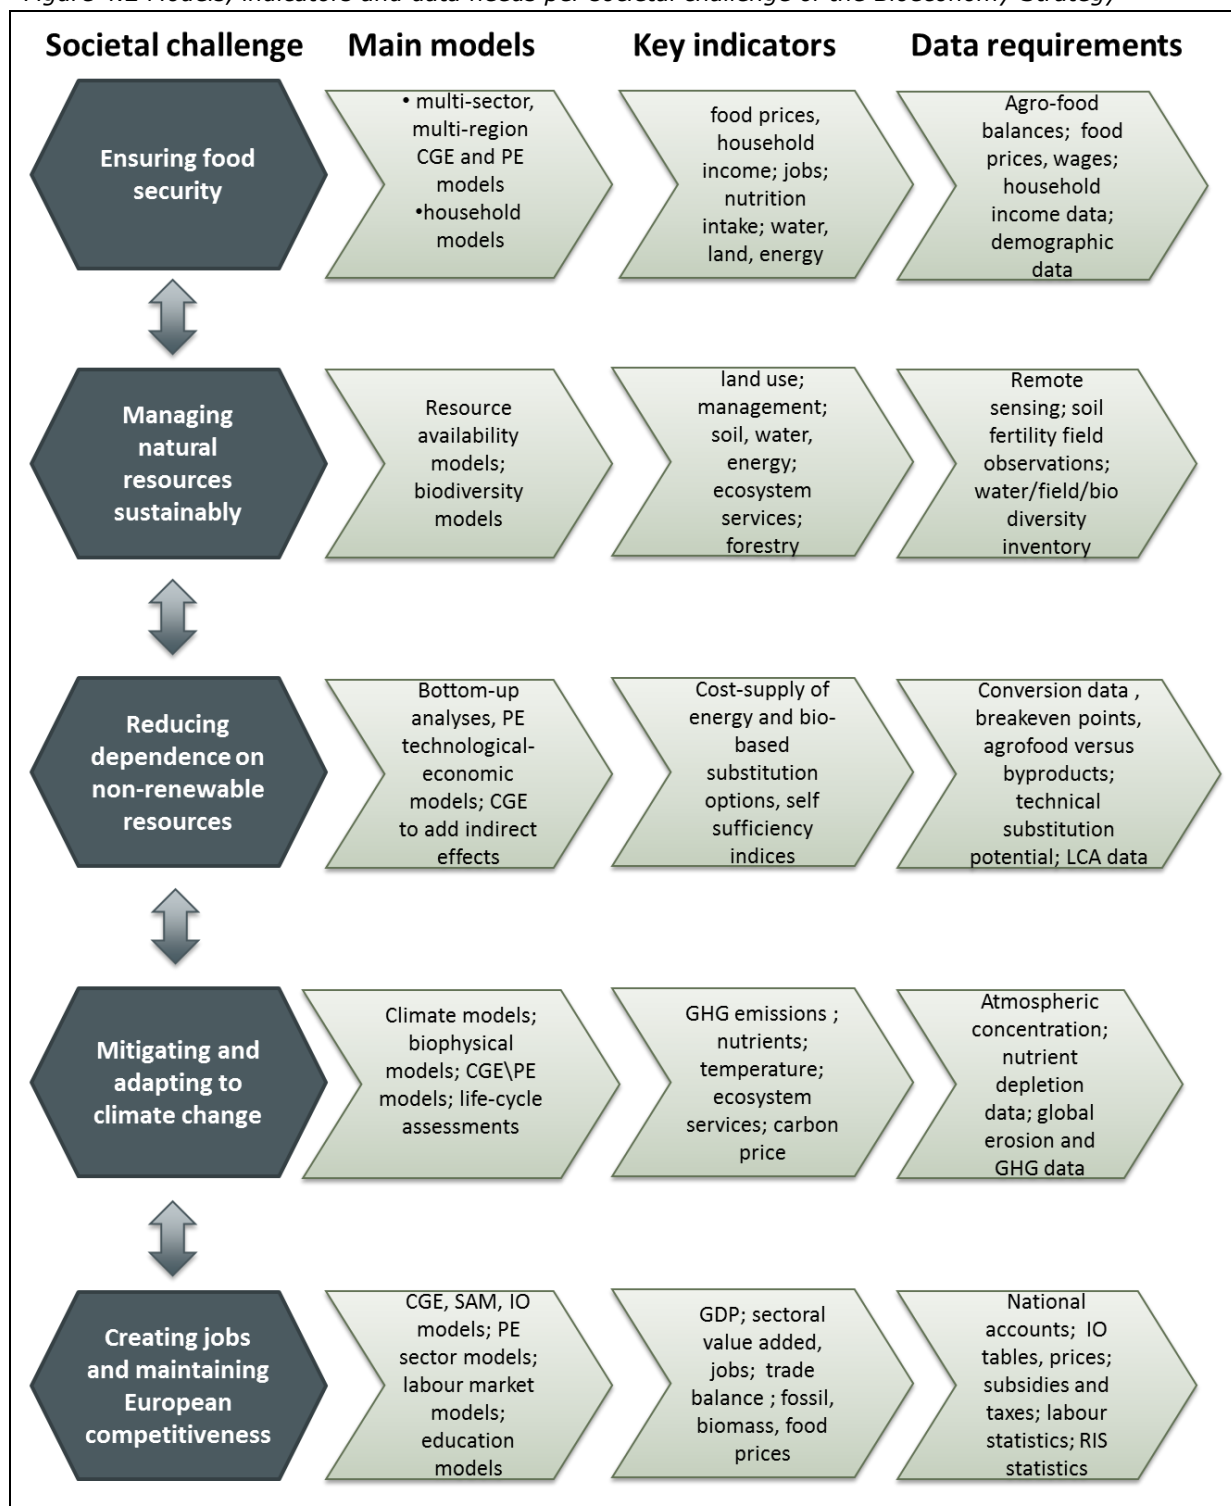 Figure 4.2 Models, indicators and data needs per societal challenge of the Bioeconomy Strategy
Societal challenge
Main models
Key indicators
Data requirements
Ensuring food
security
• multi-sector,
multi-region
CGE and PE
models
•household
models
food prices,
household
income; jobs;
nutrition
intake; water,
land, energy
Agro-food
balances; food
prices, wages;
household
income data;
demographic
data
Managing
natural
resources
sustainably
Resource
availability
models;
biodiversity
models
land use;
management;
soil, water,
energy;
ecosystem
services;
forestry
Remote
sensing; soil
fertility field
observations;
water/field/bio
diversity
inventory
Reducing
dependence on
non-renewable
resources
Bottom-up
analyses, PE
technological-
economic
models; CGE
to add indirect
effects
Cost-supply of
energy and bio-
based
substitution
options, self
sufficiency
indices
Conversion data ,
breakeven points,
agrofood versus
byproducts;
technical
substitution
potential; LCA data
Mitigating and
adapting to
climate change
Climate models;
biophysical
models; CGE\PE
models; life-cycle
assessments
GHG emissions ;
nutrients;
temperature;
ecosystem
services; carbon
price
Atmospheric
concentration;
nutrient
depletion
data; global
erosion and
GHG data
Creating jobs
and maintaining
European
competitiveness
CGE, SAM, IO
models; PE
sector models;
labour market
models;
education
models
GDP; sectoral
value added,
jobs; trade
balance ; fossil,
biomass, food
prices
National
accounts; IO
tables, prices;
subsidies and
taxes; labour
statistics; RIS
statistics